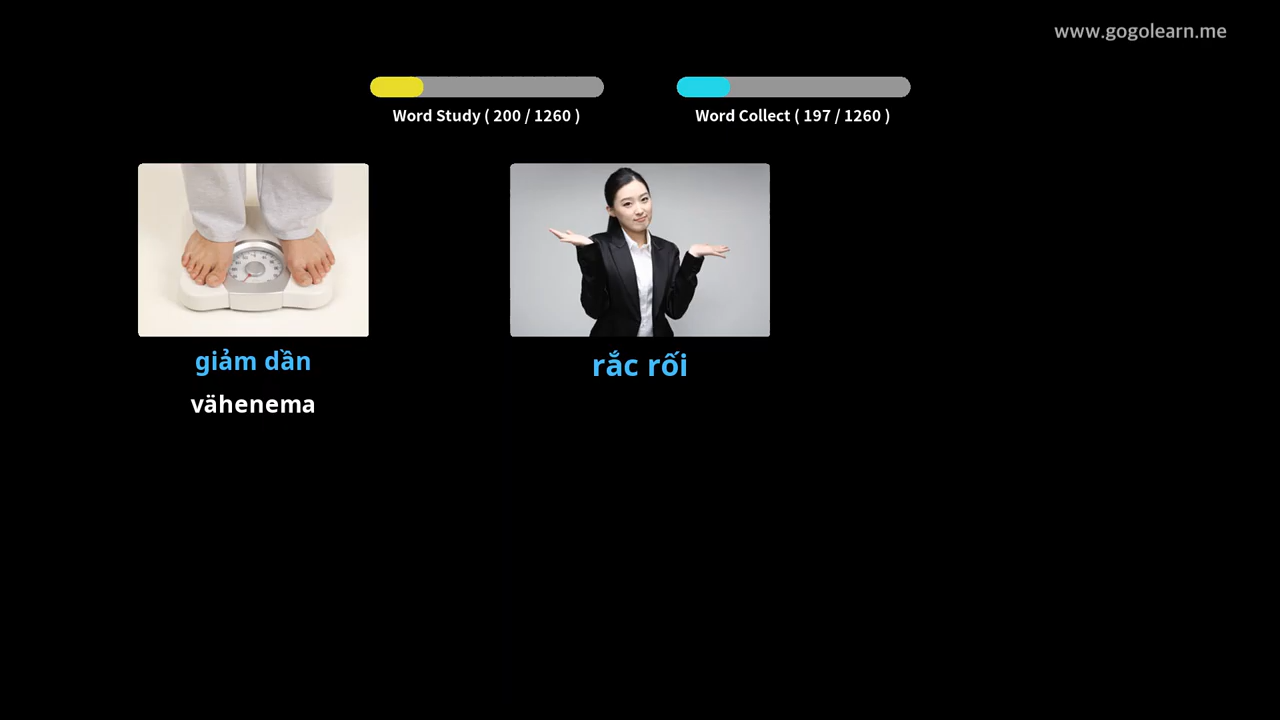 www.gogolearn.me
Word Study ( 200 / 1260 )
Word Collect ( 197 / 1260 )
giảm dần
vähenema
rắc rối